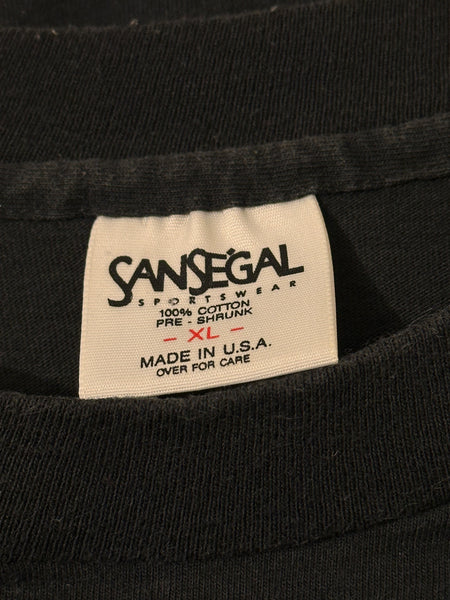 SANSEGAL
SPORTSWEAR
100% COTTON
PRE - SHRUNK
- XL -
MADE IN U.S.A.
OVER FOR CARE